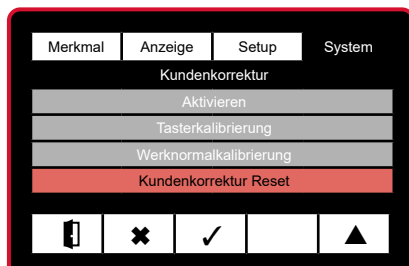 Merkmal Anzeige Setup System
Kundenkorrektur
Aktivieren
Tasterkalibrierung
Werknormalkalibrierung
Kundenkorrektur Reset